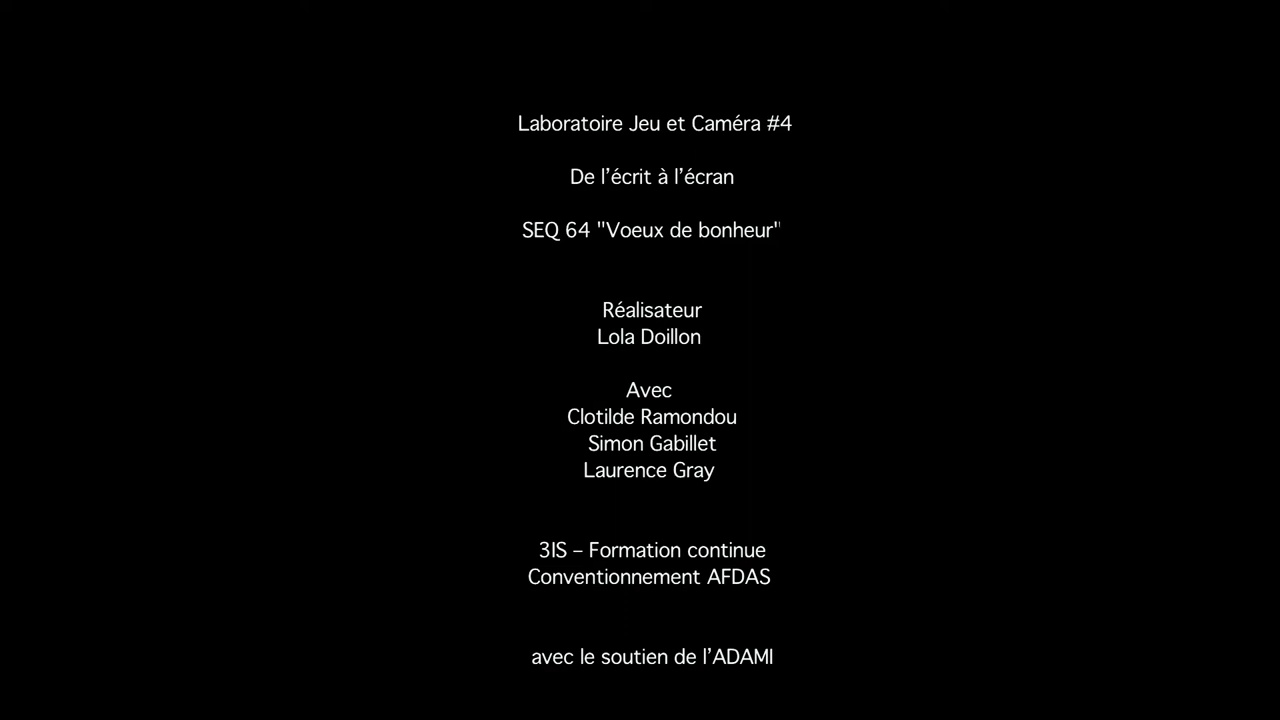 Laboratoire Jeu et Caméra #4
De l’écrit à l’écran
SEQ 64 "Voeux de bonheur"
Réalisateur
Lola Doillon
Avec
Clotilde Ramondou
Simon Gabillet
Laurence Gray
3IS – Formation continue
Conventionnement AFDAS
avec le soutien de l’ADAMI